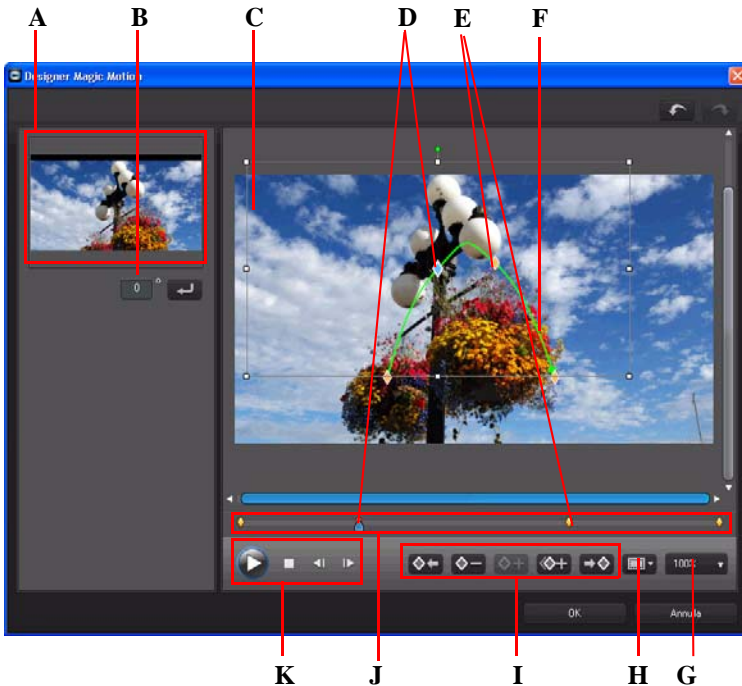 A B C D E F
Designer Magic Motion
0 °
100%
OK Annulla
K J I H G